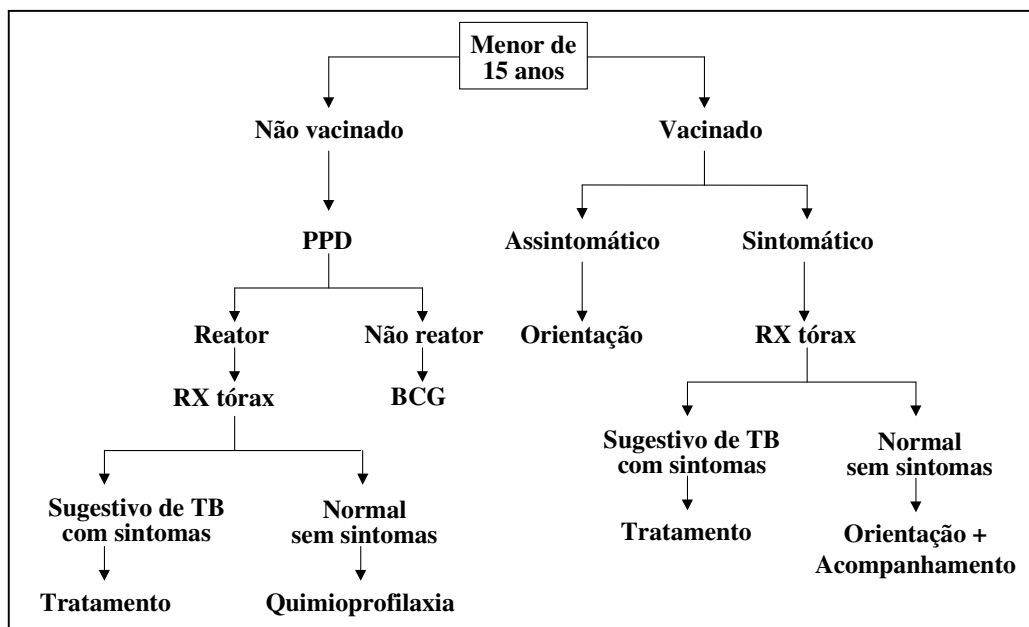 Menor de
15 anos
Não vacinado
Vacinado
PPD
Assintomático
Sintomático
Reator
Não reator
Orientação
RX tórax
RX tórax
BCG
Sugestivo de TB
com sintomas
Normal
sem sintomas
Sugestivo de TB
com sintomas
Normal
sem sintomas
Tratamento
Orientação +
Acompanhamento
Tratamento
Quimioprofilaxia